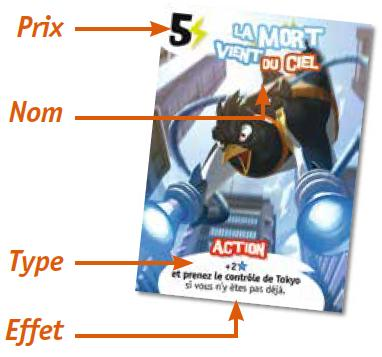 Prix
5
LA MORT
VIENT DU CIEL
Nom
ACTION
Type
+2
et prenez le contrôle de Tokyo
si vous n'y êtes pas déjà.
Effet